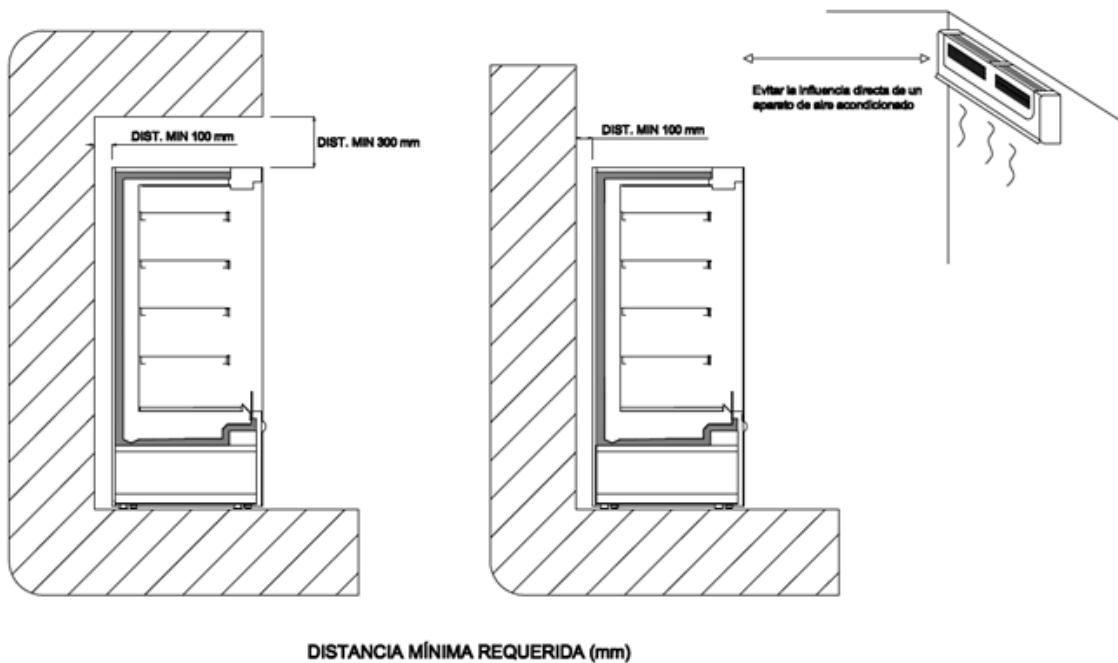 DIST. MIN 100 mm
DIST. MIN 300 mm
DIST. MIN 100 mm
Evitar la influencia directa de un
aparato de aire acondicionado
DISTANCIA MÍNIMA REQUERIDA (mm)